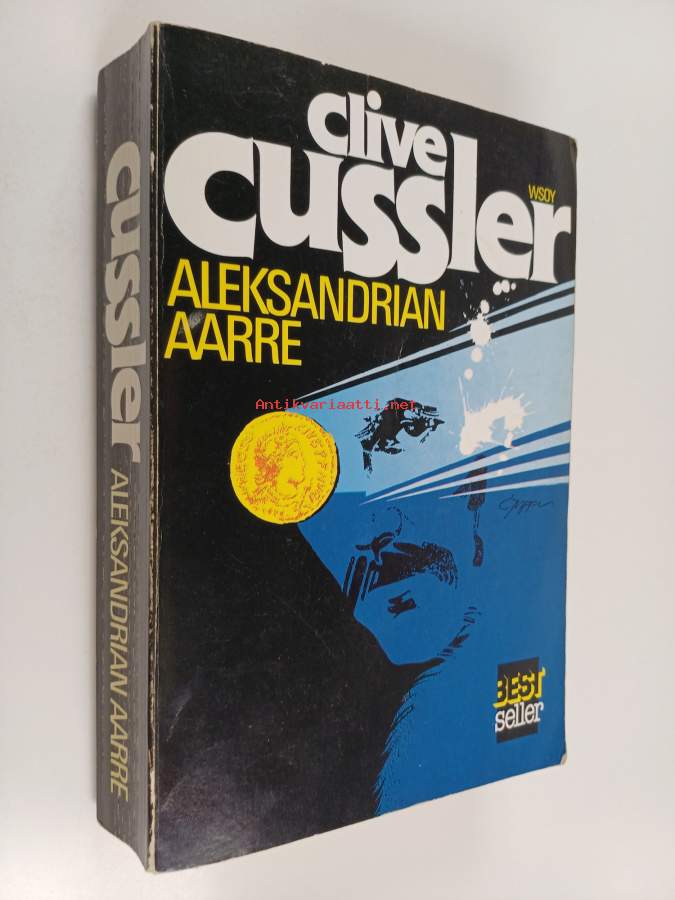 clive
cussler
WSOY
ALEKSANDRIAN
AARRE
Antikvariaatti.net
BEST
seller
cussler ALEKSANDRIAN AARRE